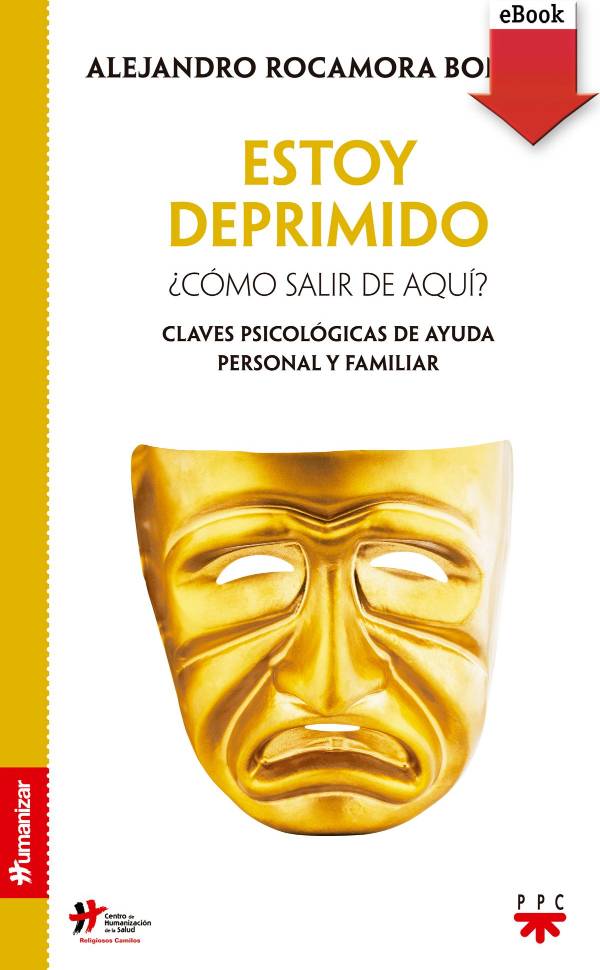 eBook
ALEJANDRO ROCAMORA
ESTOY
DEPRIMIDO
¿CÓMO SALIR DE AQUÍ?
CLAVES PSICOLÓGICAS DE AYUDA
PERSONAL Y FAMILIAR
Humanizar
Centro de
Humanización
de la Salud
Religiosos Camilos
PPC